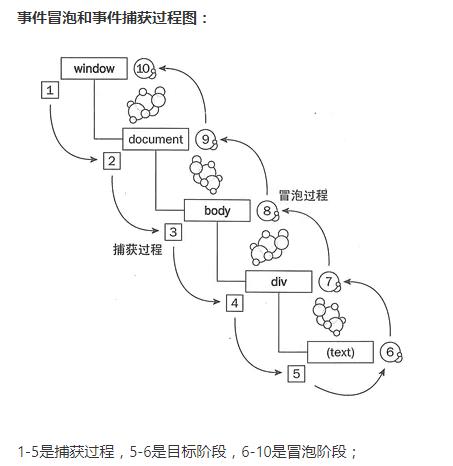 事件冒泡和事件捕获过程图：
window
10
1
document
9
2
冒泡过程
body
8
3
捕获过程
div
7
4
(text)
6
5
1-5是捕获过程，5-6是目标阶段，6-10是冒泡阶段；